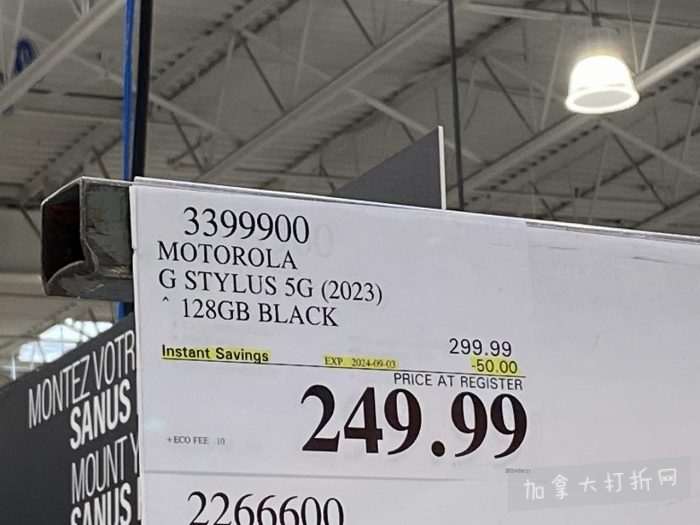 3399900
MOTOROLA
G STYLUS 5G (2023)
^ 128GB BLACK
299.99
Instant Savings EXP. 2024-09-03 -50.00
PRICE AT REGISTER
249.99
+ECO FEE .10
2266600
MONTEZ VOTR
SANUS
MOUNT Y
SANUS
加拿大打折网